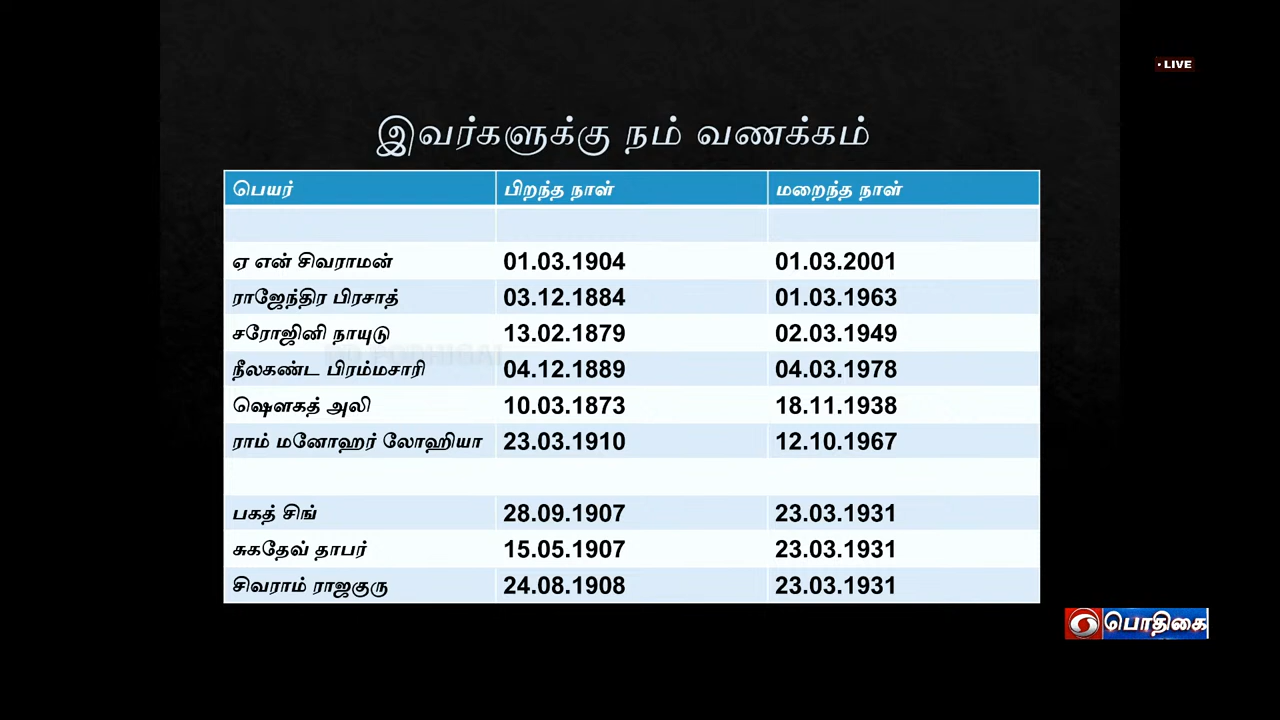 • LIVE
இவர்களுக்கு நம் வணக்கம்
பெயர் பிறந்த நாள் மறைந்த நாள்
ஏ என் சிவராமன் 01.03.1904 01.03.2001
ராஜேந்திர பிரசாத் 03.12.1884 01.03.1963
சரோஜினி நாயுடு 13.02.1879 02.03.1949
நீலகண்ட பிரம்மசாரி 04.12.1889 04.03.1978
ஷௌகத் அலி 10.03.1873 18.11.1938
ராம் மனோஹர் லோஹியா 23.03.1910 12.10.1967
பகத் சிங் 28.09.1907 23.03.1931
சுகதேவ் தாபர் 15.05.1907 23.03.1931
சிவராம் ராஜகுரு 24.08.1908 23.03.1931
பொதிகை